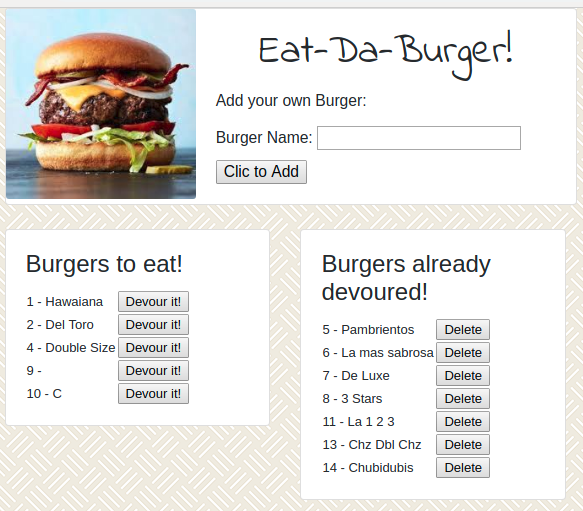 Eat-Da-Burger!
Add your own Burger:
Burger Name:
Clic to Add
Burgers to eat!
1 - Hawaiana Devour it!
2 - Del Toro Devour it!
4 - Double Size Devour it!
9 - Devour it!
10 - C Devour it!
Burgers already
devoured!
5 - Pambrientos Delete
6 - La mas sabrosa Delete
7 - De Luxe Delete
8 - 3 Stars Delete
11 - La 1 2 3 Delete
13 - Chz Dbl Chz Delete
14 - Chubidubis Delete